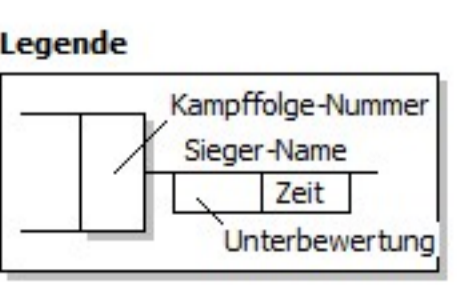 Legende
Kampffolge-Nummer
Sieger-Name
Zeit
Unterbewertung